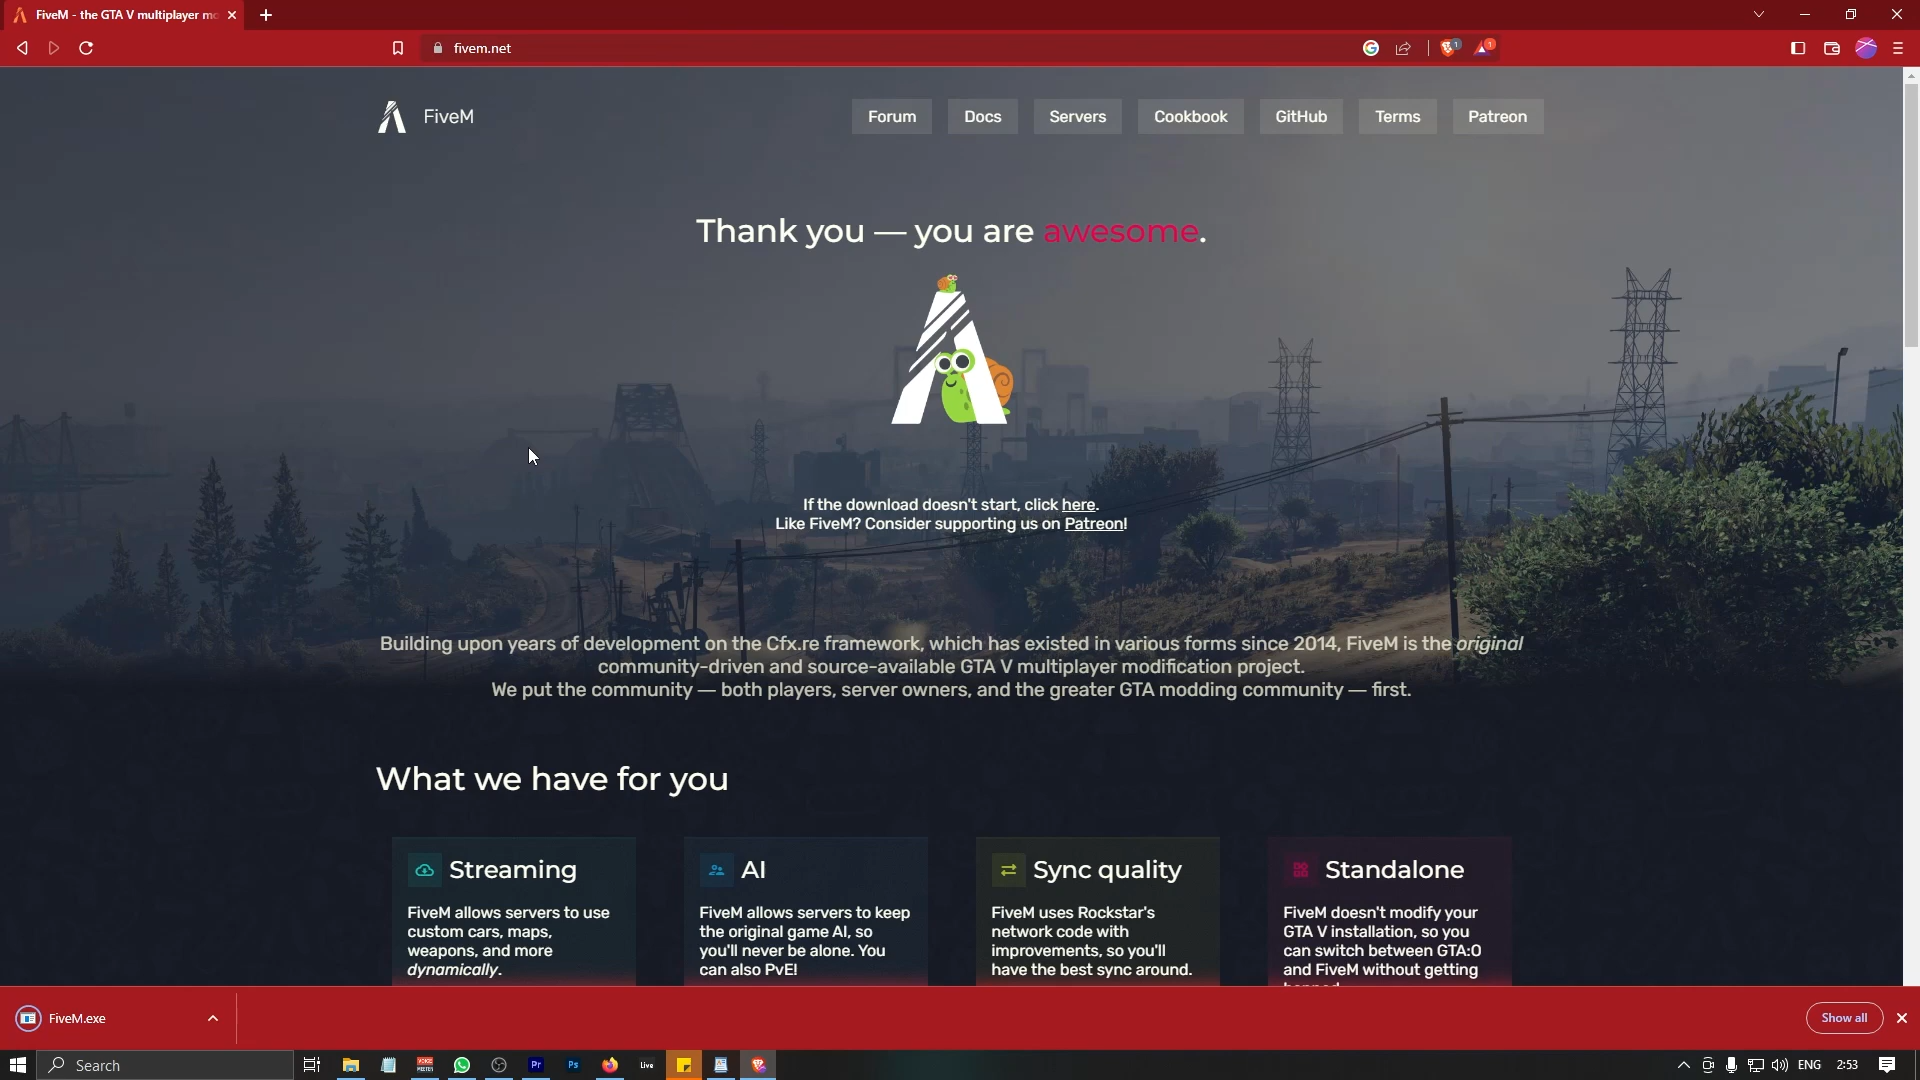 FiveM - the GTA V multiplayer mo
fivem.net
1
1
FiveM
Forum
Docs
Servers
Cookbook
GitHub
Terms
Patreon
Thank you — you are awesome.
If the download doesn't start, click here.
Like FiveM? Consider supporting us on Patreon!
Building upon years of development on the Cfx.re framework, which has existed in various forms since 2014, FiveM is the original
community-driven and source-available GTA V multiplayer modification project.
We put the community — both players, server owners, and the greater GTA modding community — first.
What we have for you
Streaming
FiveM allows servers to use
custom cars, maps,
weapons, and more
dynamically.
AI
FiveM allows servers to keep
the original game AI, so
you'll never be alone. You
can also PvE!
Sync quality
FiveM uses Rockstar's
network code with
improvements, so you'll
have the best sync around.
Standalone
FiveM doesn't modify your
GTA V installation, so you
can switch between GTA:O
and FiveM without getting
FiveM.exe
Show all
Search
Pr
Ps
Live
ENG
2:53